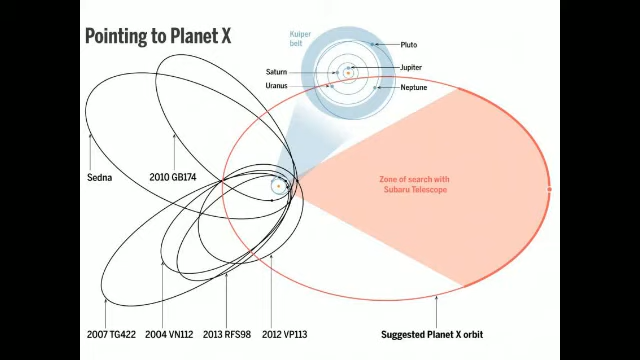 Pointing to Planet X
Kuiper
belt
Pluto
Saturn
Jupiter
Uranus
Neptune
Sedna
2010 GB174
Zone of search with
Subaru Telescope
2007 TG422
2004 VN112
2013 RFS98
2012 VP113
Suggested Planet X orbit